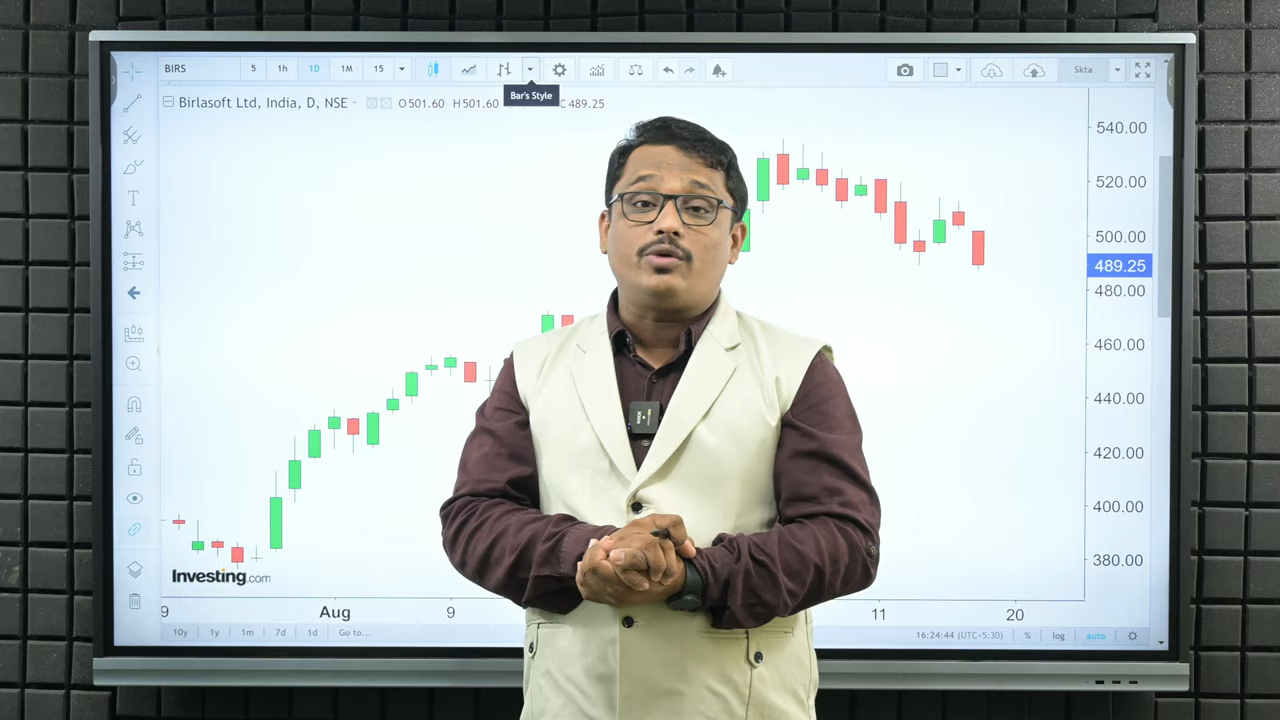 BIRS 5 1h 1D 1M 15 Skta
Bar's Style
Birlasoft Ltd, India, D, NSE O501.60 H501.60 C489.25
540.00
520.00
500.00
489.25
480.00
460.00
440.00
420.00
400.00
380.00
T
Investing.com
9 Aug 9 11 20
10y 1y 1m 7d 1d Go to... 16:24:44 (UTC+5:30) % log auto